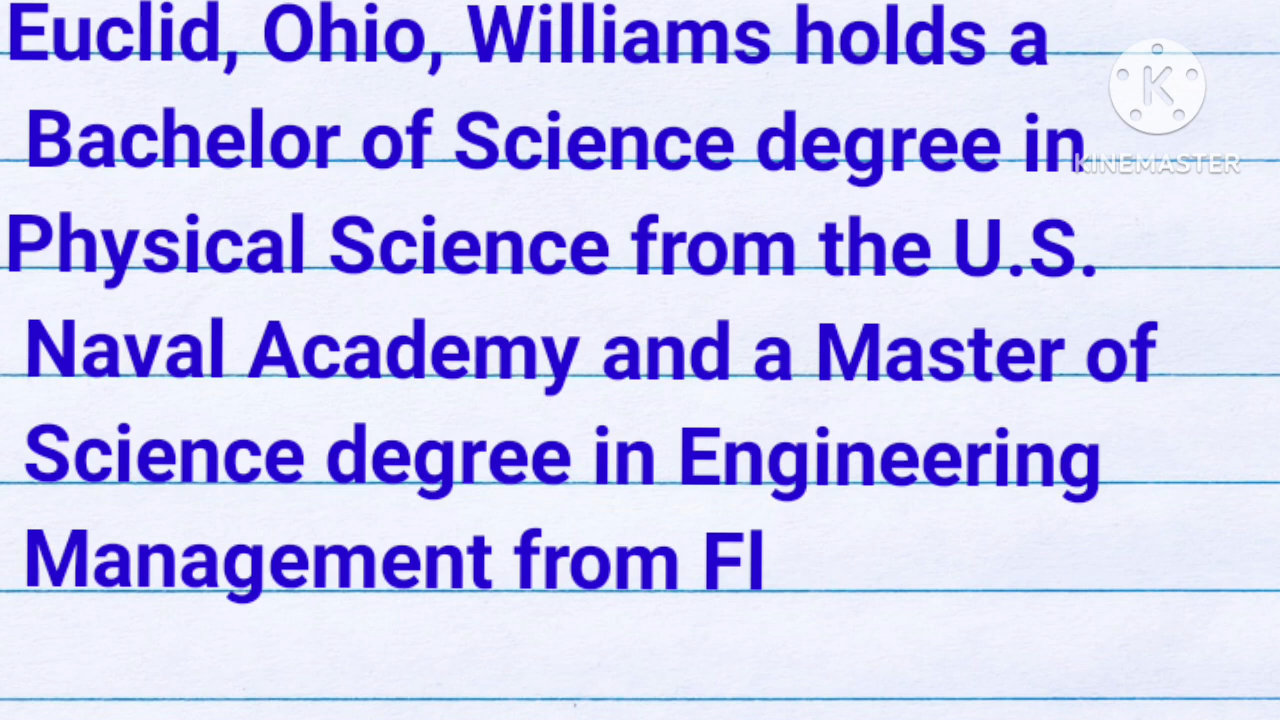 Euclid, Ohio, Williams holds a
Bachelor of Science degree in
Physical Science from the U.S.
Naval Academy and a Master of
Science degree in Engineering
Management from Fl
K
KINEMASTER